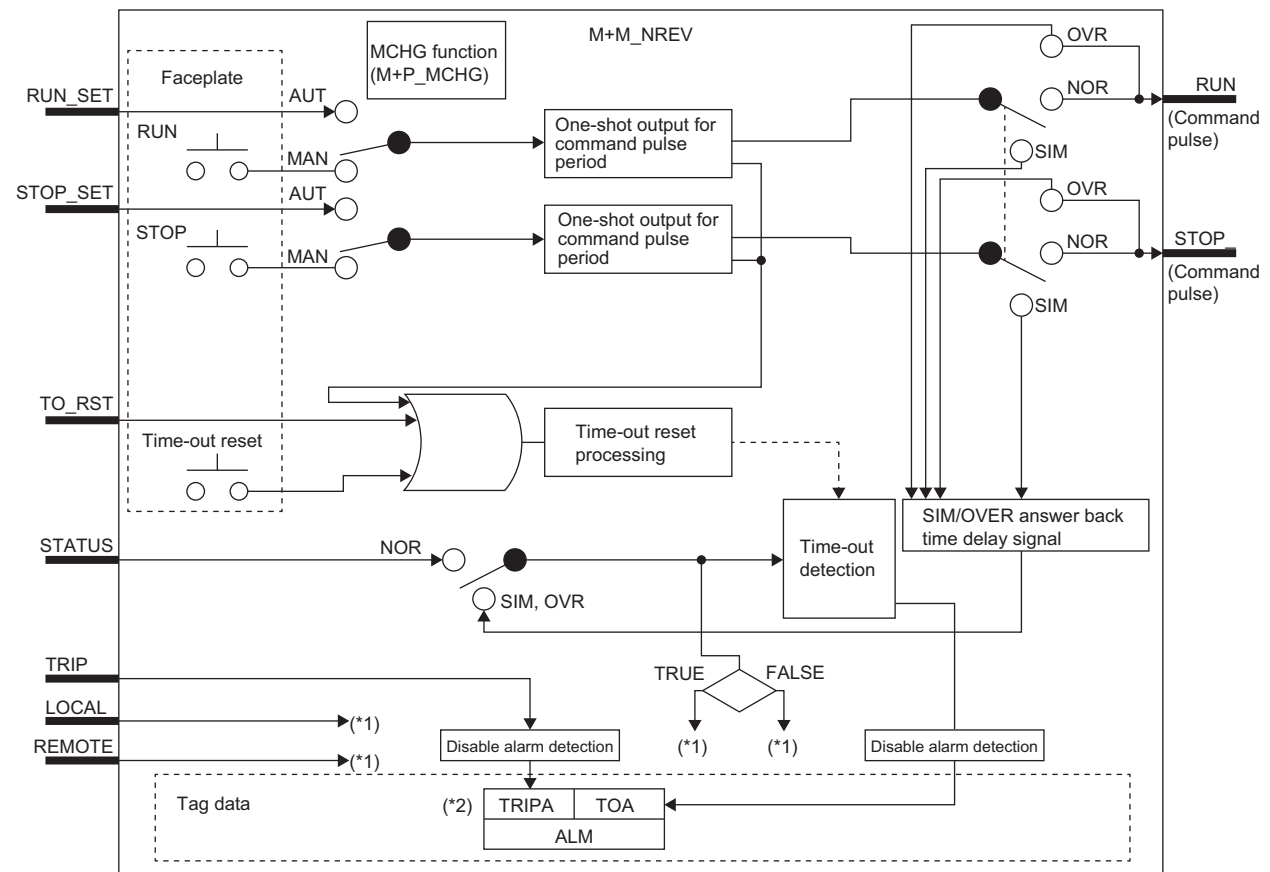 M+M_NREV
MCHG function
(M+P_MCHG)
Faceplate
OVR
RUN_SET
AUT
NOR
RUN
(Command
pulse)
RUN
One-shot output for
command pulse
period
MAN
SIM
STOP_SET
AUT
OVR
STOP
One-shot output for
command pulse
period
MAN
NOR
STOP_
(Command
pulse)
SIM
TO_RST
Time-out reset
Time-out reset
processing
SIM/OVER answer back
time delay signal
STATUS
NOR
Time-out
detection
SIM, OVR
TRIP
TRUE
FALSE
LOCAL
(*1)
REMOTE
(*1)
Disable alarm detection
(*1)
(*1)
Disable alarm detection
Tag data
(*2)
TRIPA
TOA
ALM